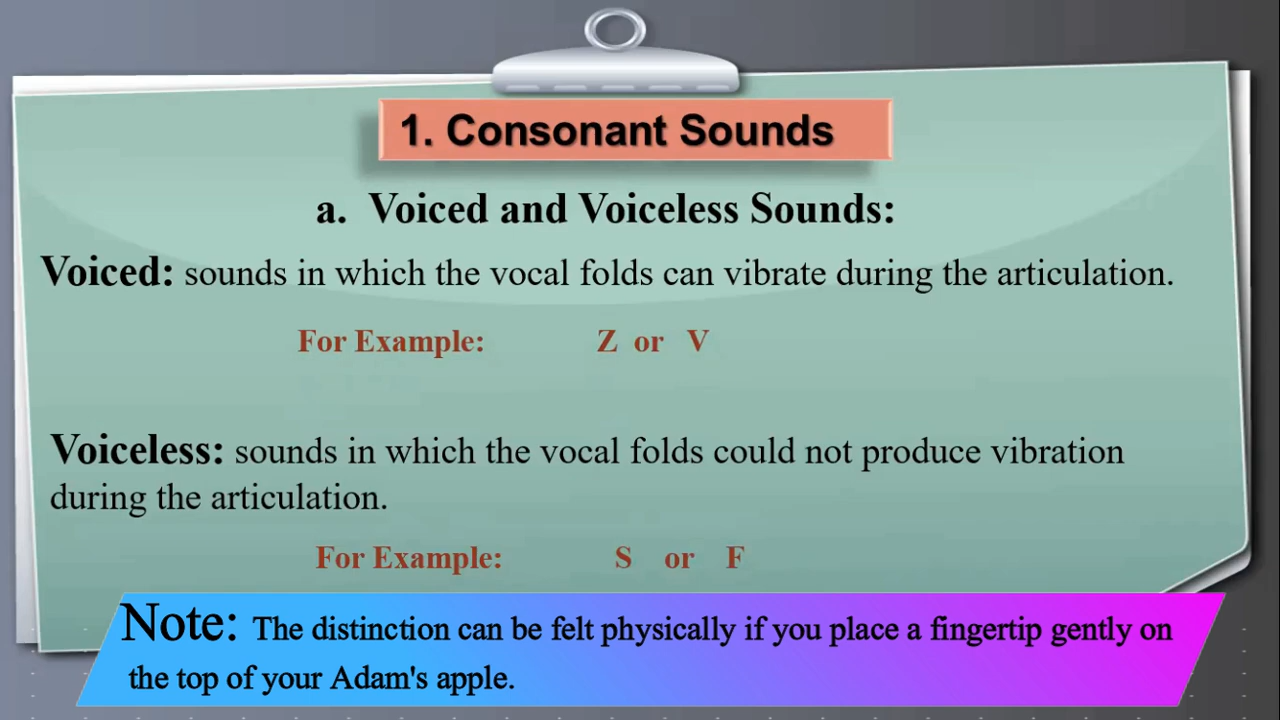 1. Consonant Sounds
a. Voiced and Voiceless Sounds:
Voiced: sounds in which the vocal folds can vibrate during the articulation.
For Example: Z or V
Voiceless: sounds in which the vocal folds could not produce vibration
during the articulation.
For Example: S or F
Note: The distinction can be felt physically if you place a fingertip gently on
the top of your Adam's apple.